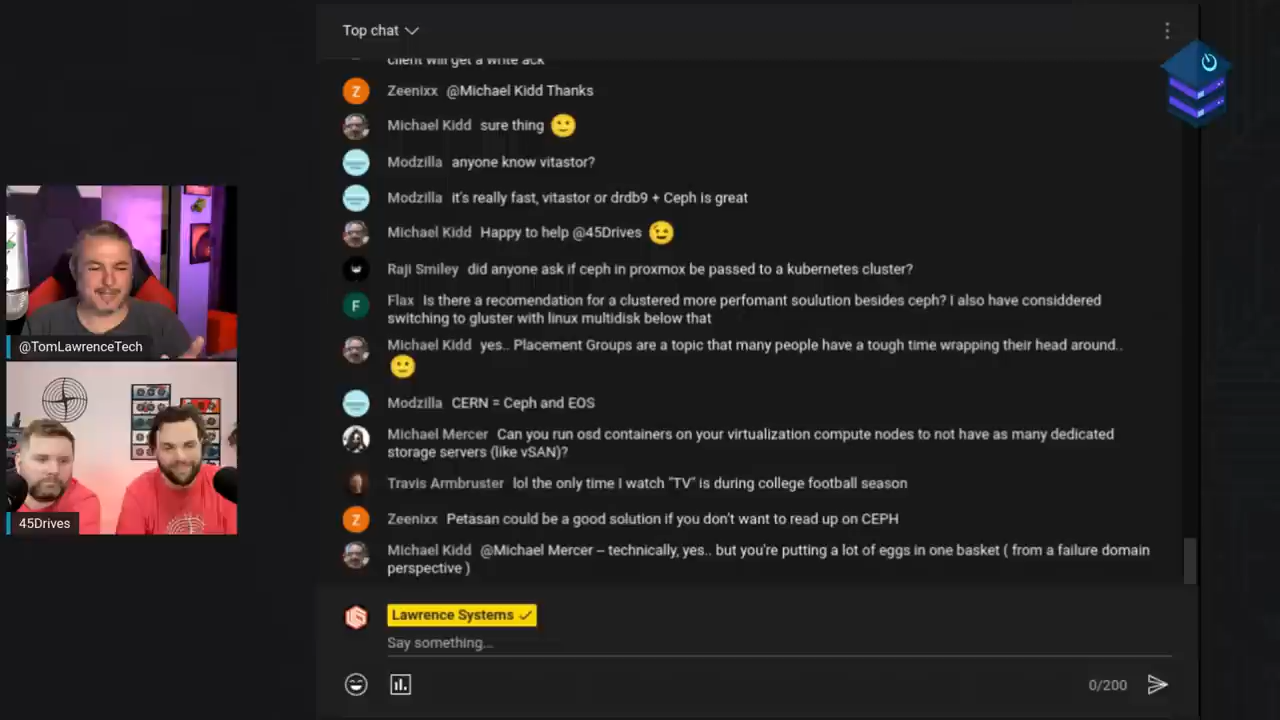 Top chat
client will get a write ack
Zeenixx @Michael Kidd Thanks
Michael Kidd sure thing
Modzilla anyone know vitastor?
Modzilla it's really fast, vitastor or drdb9 + Ceph is great
Michael Kidd Happy to help @45Drives
Raji Smiley did anyone ask if ceph in proxmox be passed to a kubernetes cluster?
Flax Is there a recomendation for a clustered more perfomant soulution besides ceph? I also have considdered
switching to gluster with linux multidisk below that
Michael Kidd yes.. Placement Groups are a topic that many people have a tough time wrapping their head around..
Modzilla CERN = Ceph and EOS
Michael Mercer Can you run osd containers on your virtualization compute nodes to not have as many dedicated
storage servers (like vSAN)?
Travis Armbruster lol the only time I watch "TV" is during college football season
Zeenixx Petasan could be a good solution if you don't want to read up on CEPH
Michael Kidd @Michael Mercer – technically, yes.. but you're putting a lot of eggs in one basket ( from a failure domain
perspective )
Lawrence Systems
Say something...
0/200
@TomLawrenceTech
45Drives
Z
F
Z